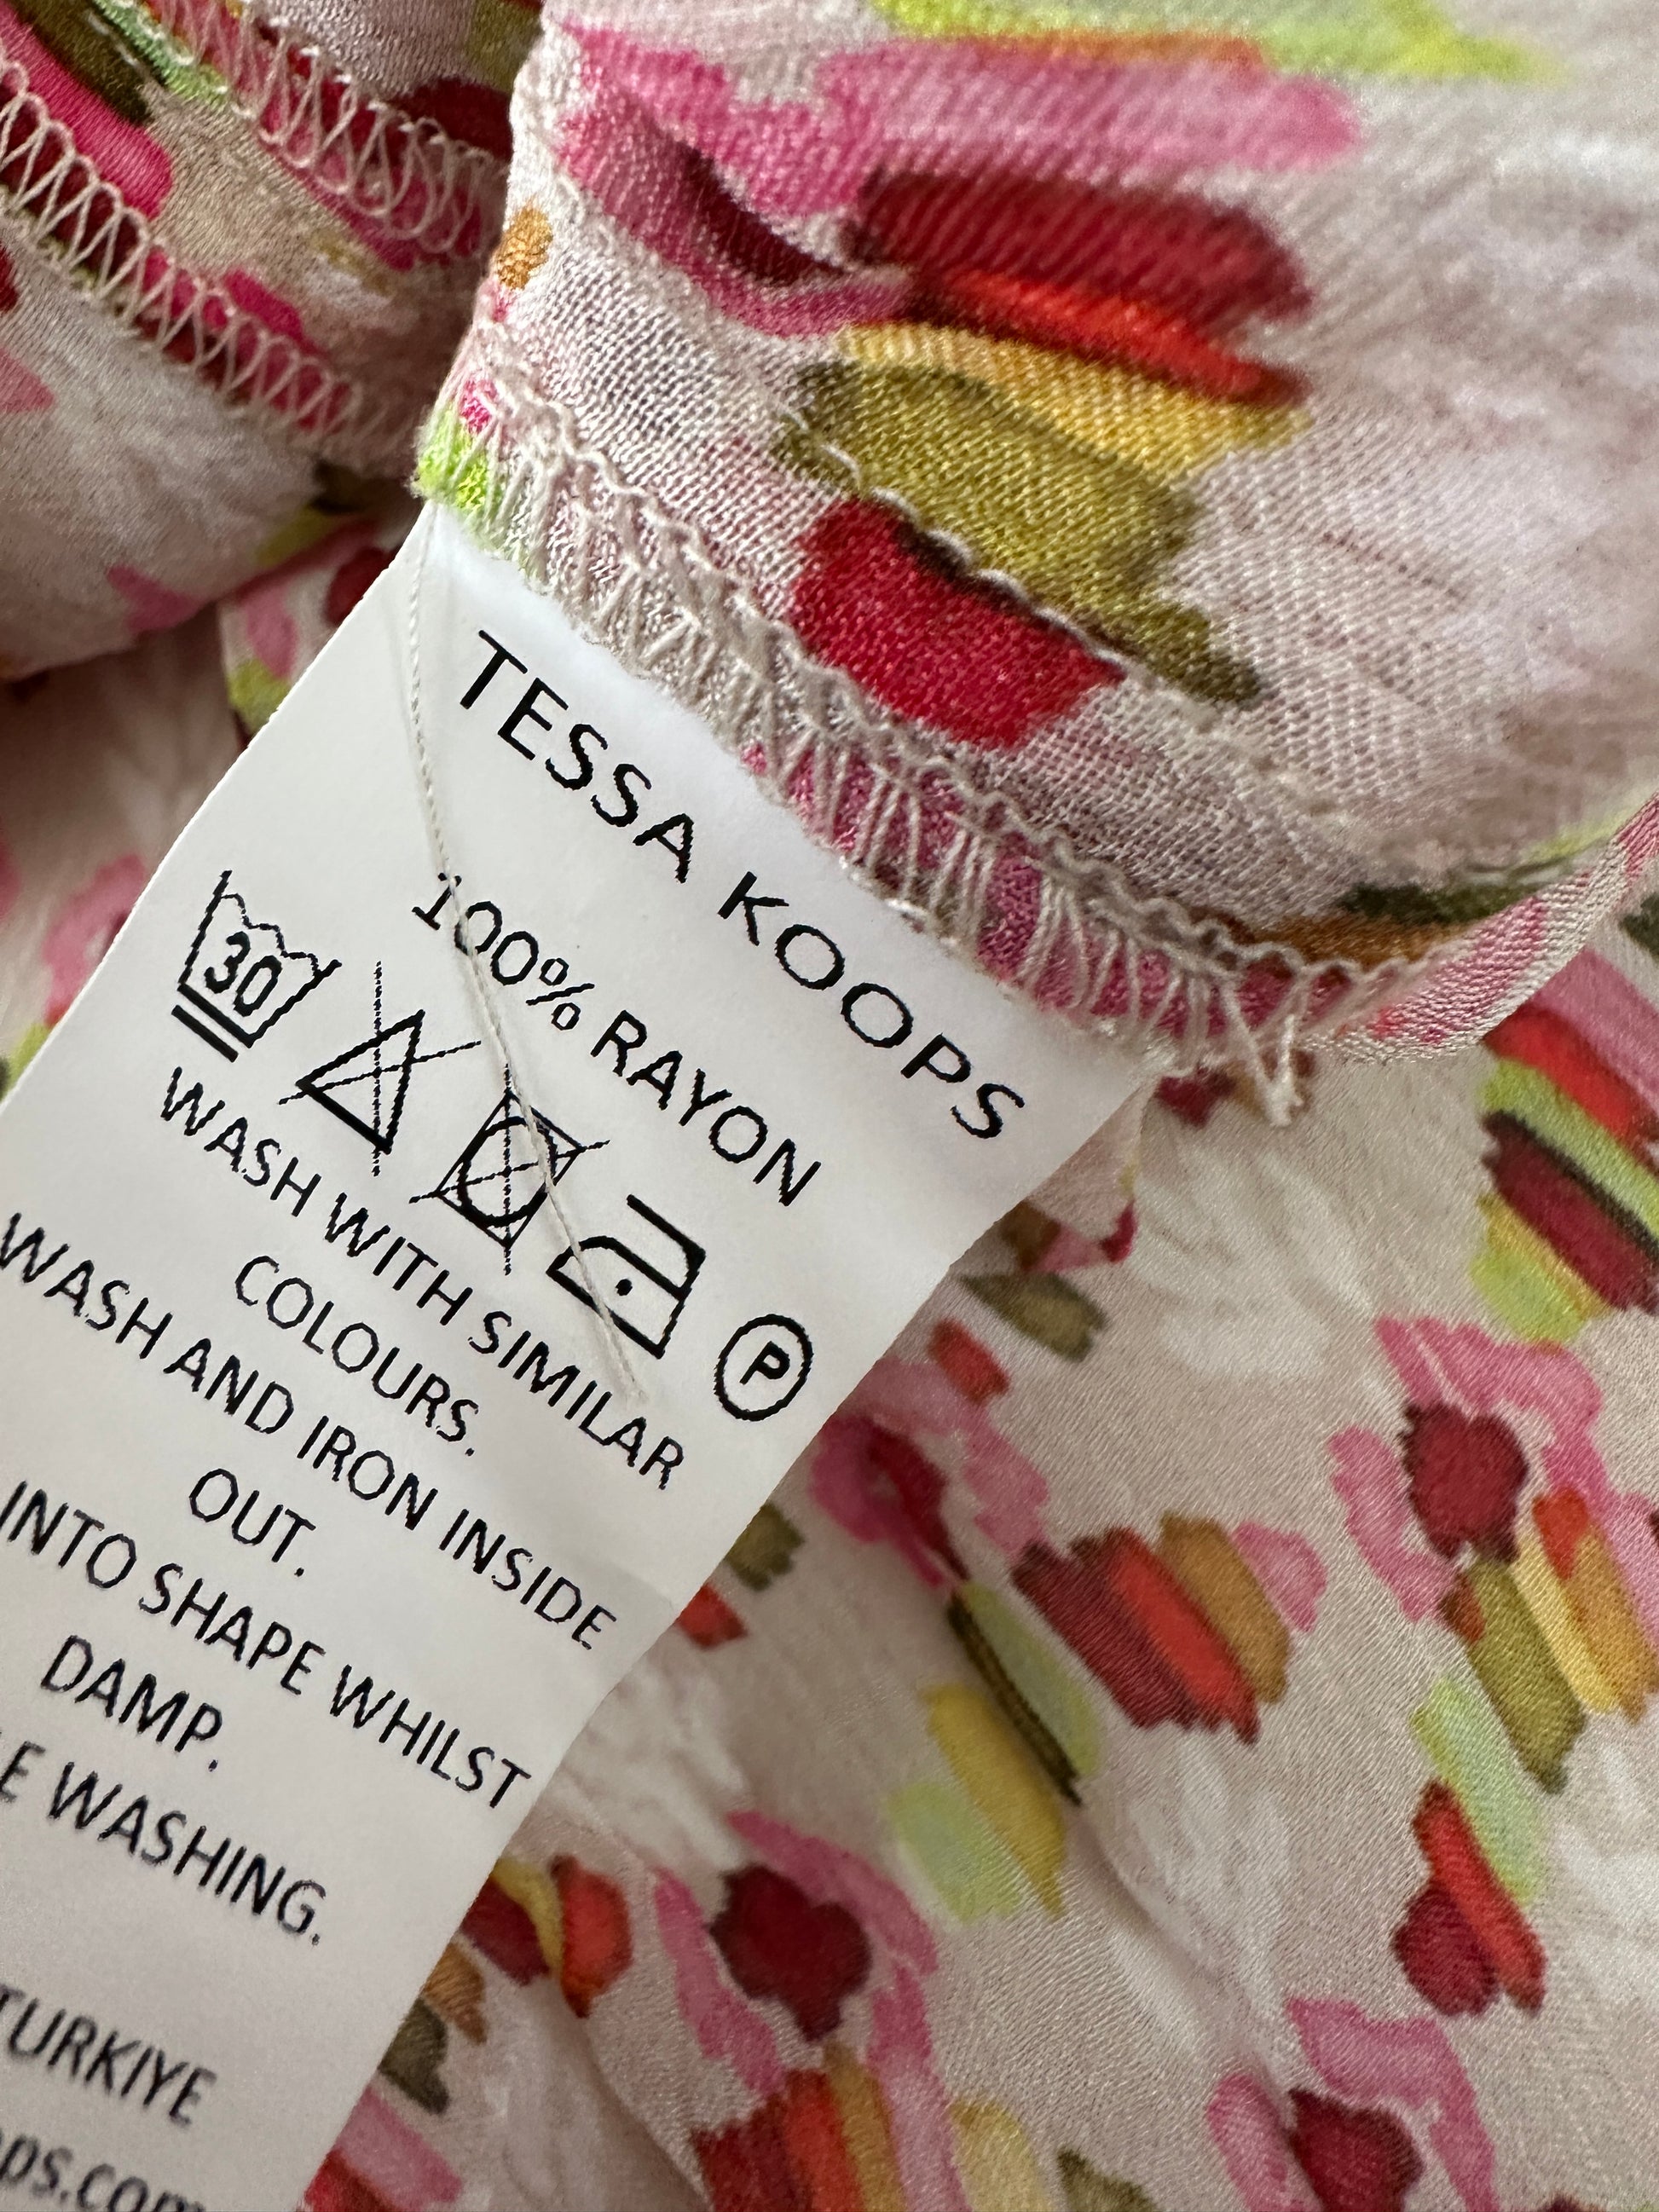 TESSA KOOPS
100% RAYON
30
P
WASH WITH SIMILAR
COLOURS.
WASH AND IRON INSIDE
OUT.
INTO SHAPE WHILST
DAMP.
WASHING.
TURKIYE